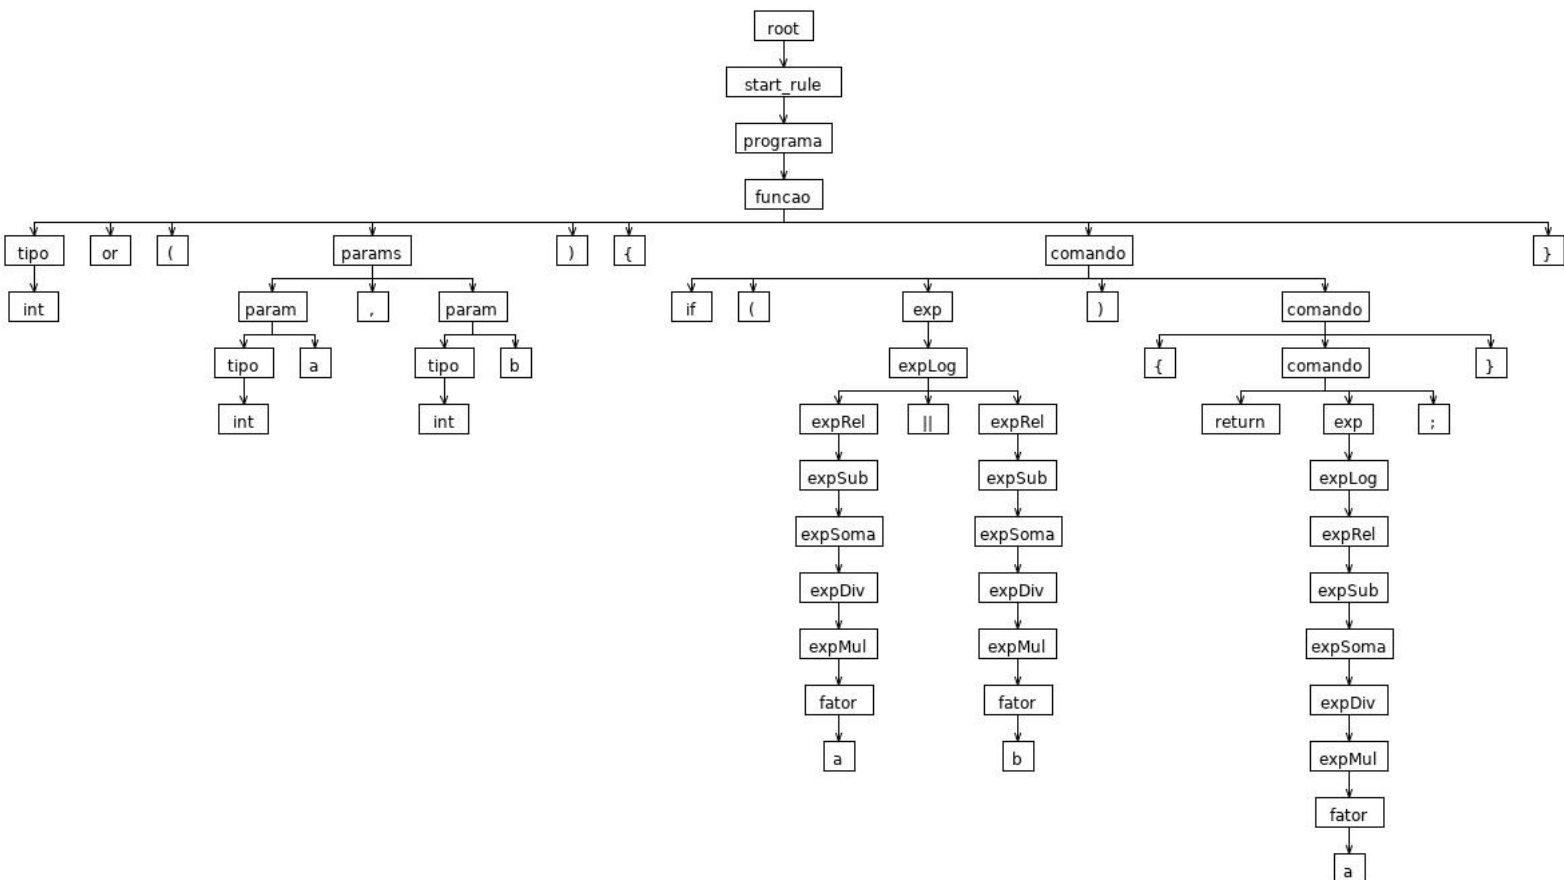 root
start_rule
programa
funcao
tipo or ( params ) { comando }
int param , param if ( exp ) comando
tipo a tipo b expLog { comando }
int int expRel || expRel return exp ;
expSub expSub expLog
expSoma expSoma expRel
expDiv expDiv expSub
expMul expMul expSoma
fator fator expDiv
a b expMul
fator
a